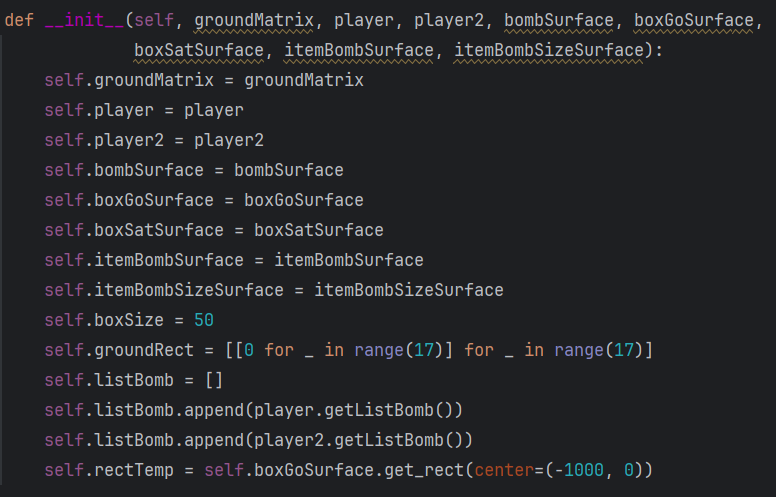 def __init__(self, groundMatrix, player, player2, bombSurface, boxGoSurface,
boxSatSurface, itemBombSurface, itemBombSizeSurface):
self.groundMatrix = groundMatrix
self.player = player
self.player2 = player2
self.bombSurface = bombSurface
self.boxGoSurface = boxGoSurface
self.boxSatSurface = boxSatSurface
self.itemBombSurface = itemBombSurface
self.itemBombSizeSurface = itemBombSizeSurface
self.boxSize = 50
self.groundRect = [[0 for _ in range(17)] for _ in range(17)]
self.listBomb = []
self.listBomb.append(player.getListBomb())
self.listBomb.append(player2.getListBomb())
self.rectTemp = self.boxGoSurface.get_rect(center=(-1000, 0))